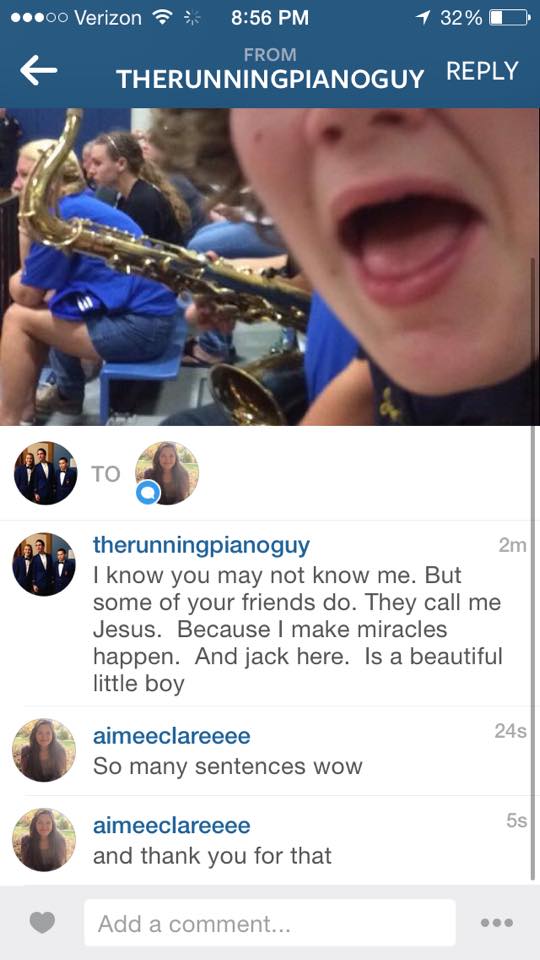 Verizon 8:56 PM 32%
FROM
THERUNNINGPIANOGUY
REPLY
TO
therunningpianoguy 2m
I know you may not know me. But
some of your friends do. They call me
Jesus.  Because I make miracles
happen.  And jack here.  Is a beautiful
little boy
aimeeclareeee 24s
So many sentences wow
aimeeclareeee 5s
and thank you for that
Add a comment...